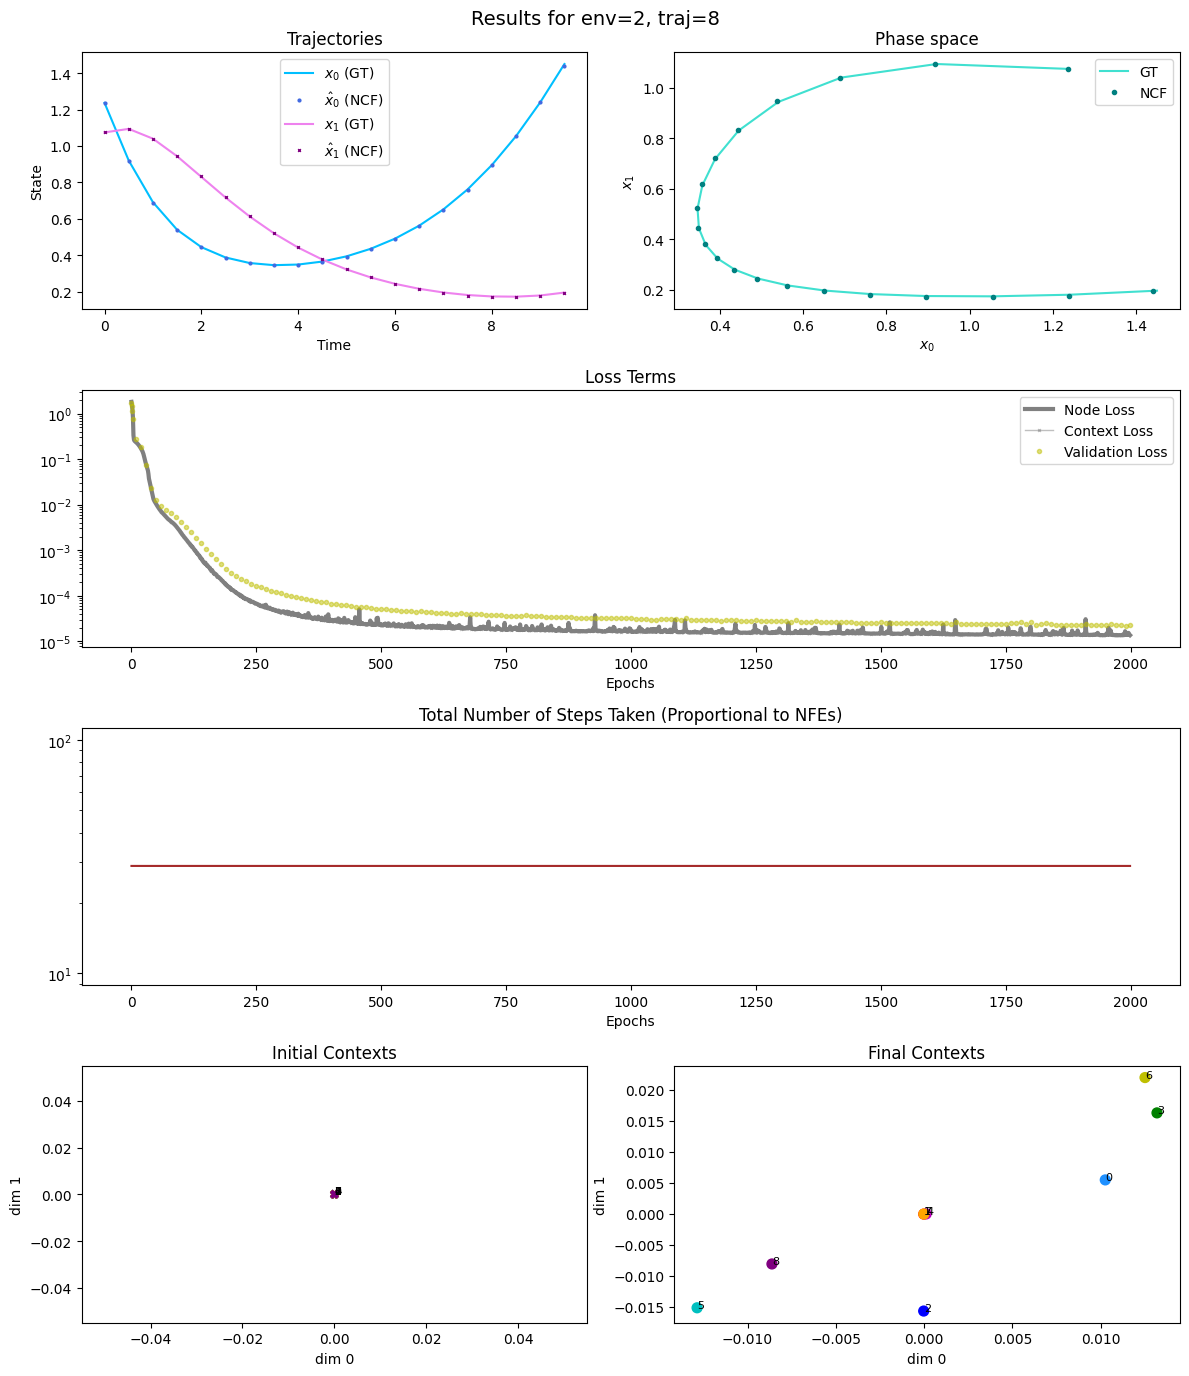 Results for env=2, traj=8
Trajectories
x₀ (GT)
x̂₀ (NCF)
x₁ (GT)
x̂₁ (NCF)
1.4
1.2
1.0
0.8
0.6
0.4
0.2
State
0 2 4 6 8
Time
Phase space
GT
NCF
1.0
0.8
0.6
0.4
0.2
x₁
0.4 0.6 0.8 1.0 1.2 1.4
x₀
Loss Terms
Node Loss
Context Loss
Validation Loss
10⁰
10⁻¹
10⁻²
10⁻³
10⁻⁴
10⁻⁵
0 250 500 750 1000 1250 1500 1750 2000
Epochs
Total Number of Steps Taken (Proportional to NFEs)
10²
10¹
0 250 500 750 1000 1250 1500 1750 2000
Epochs
Initial Contexts
0.04
0.02
0.00
−0.02
−0.04
dim 1
−0.04 −0.02 0.00 0.02 0.04
dim 0
Final Contexts
0.020
0.015
0.010
0.005
0.000
−0.005
−0.010
−0.015
dim 1
6
3
0
4
8
5
2
−0.010 −0.005 0.000 0.005 0.010
dim 0